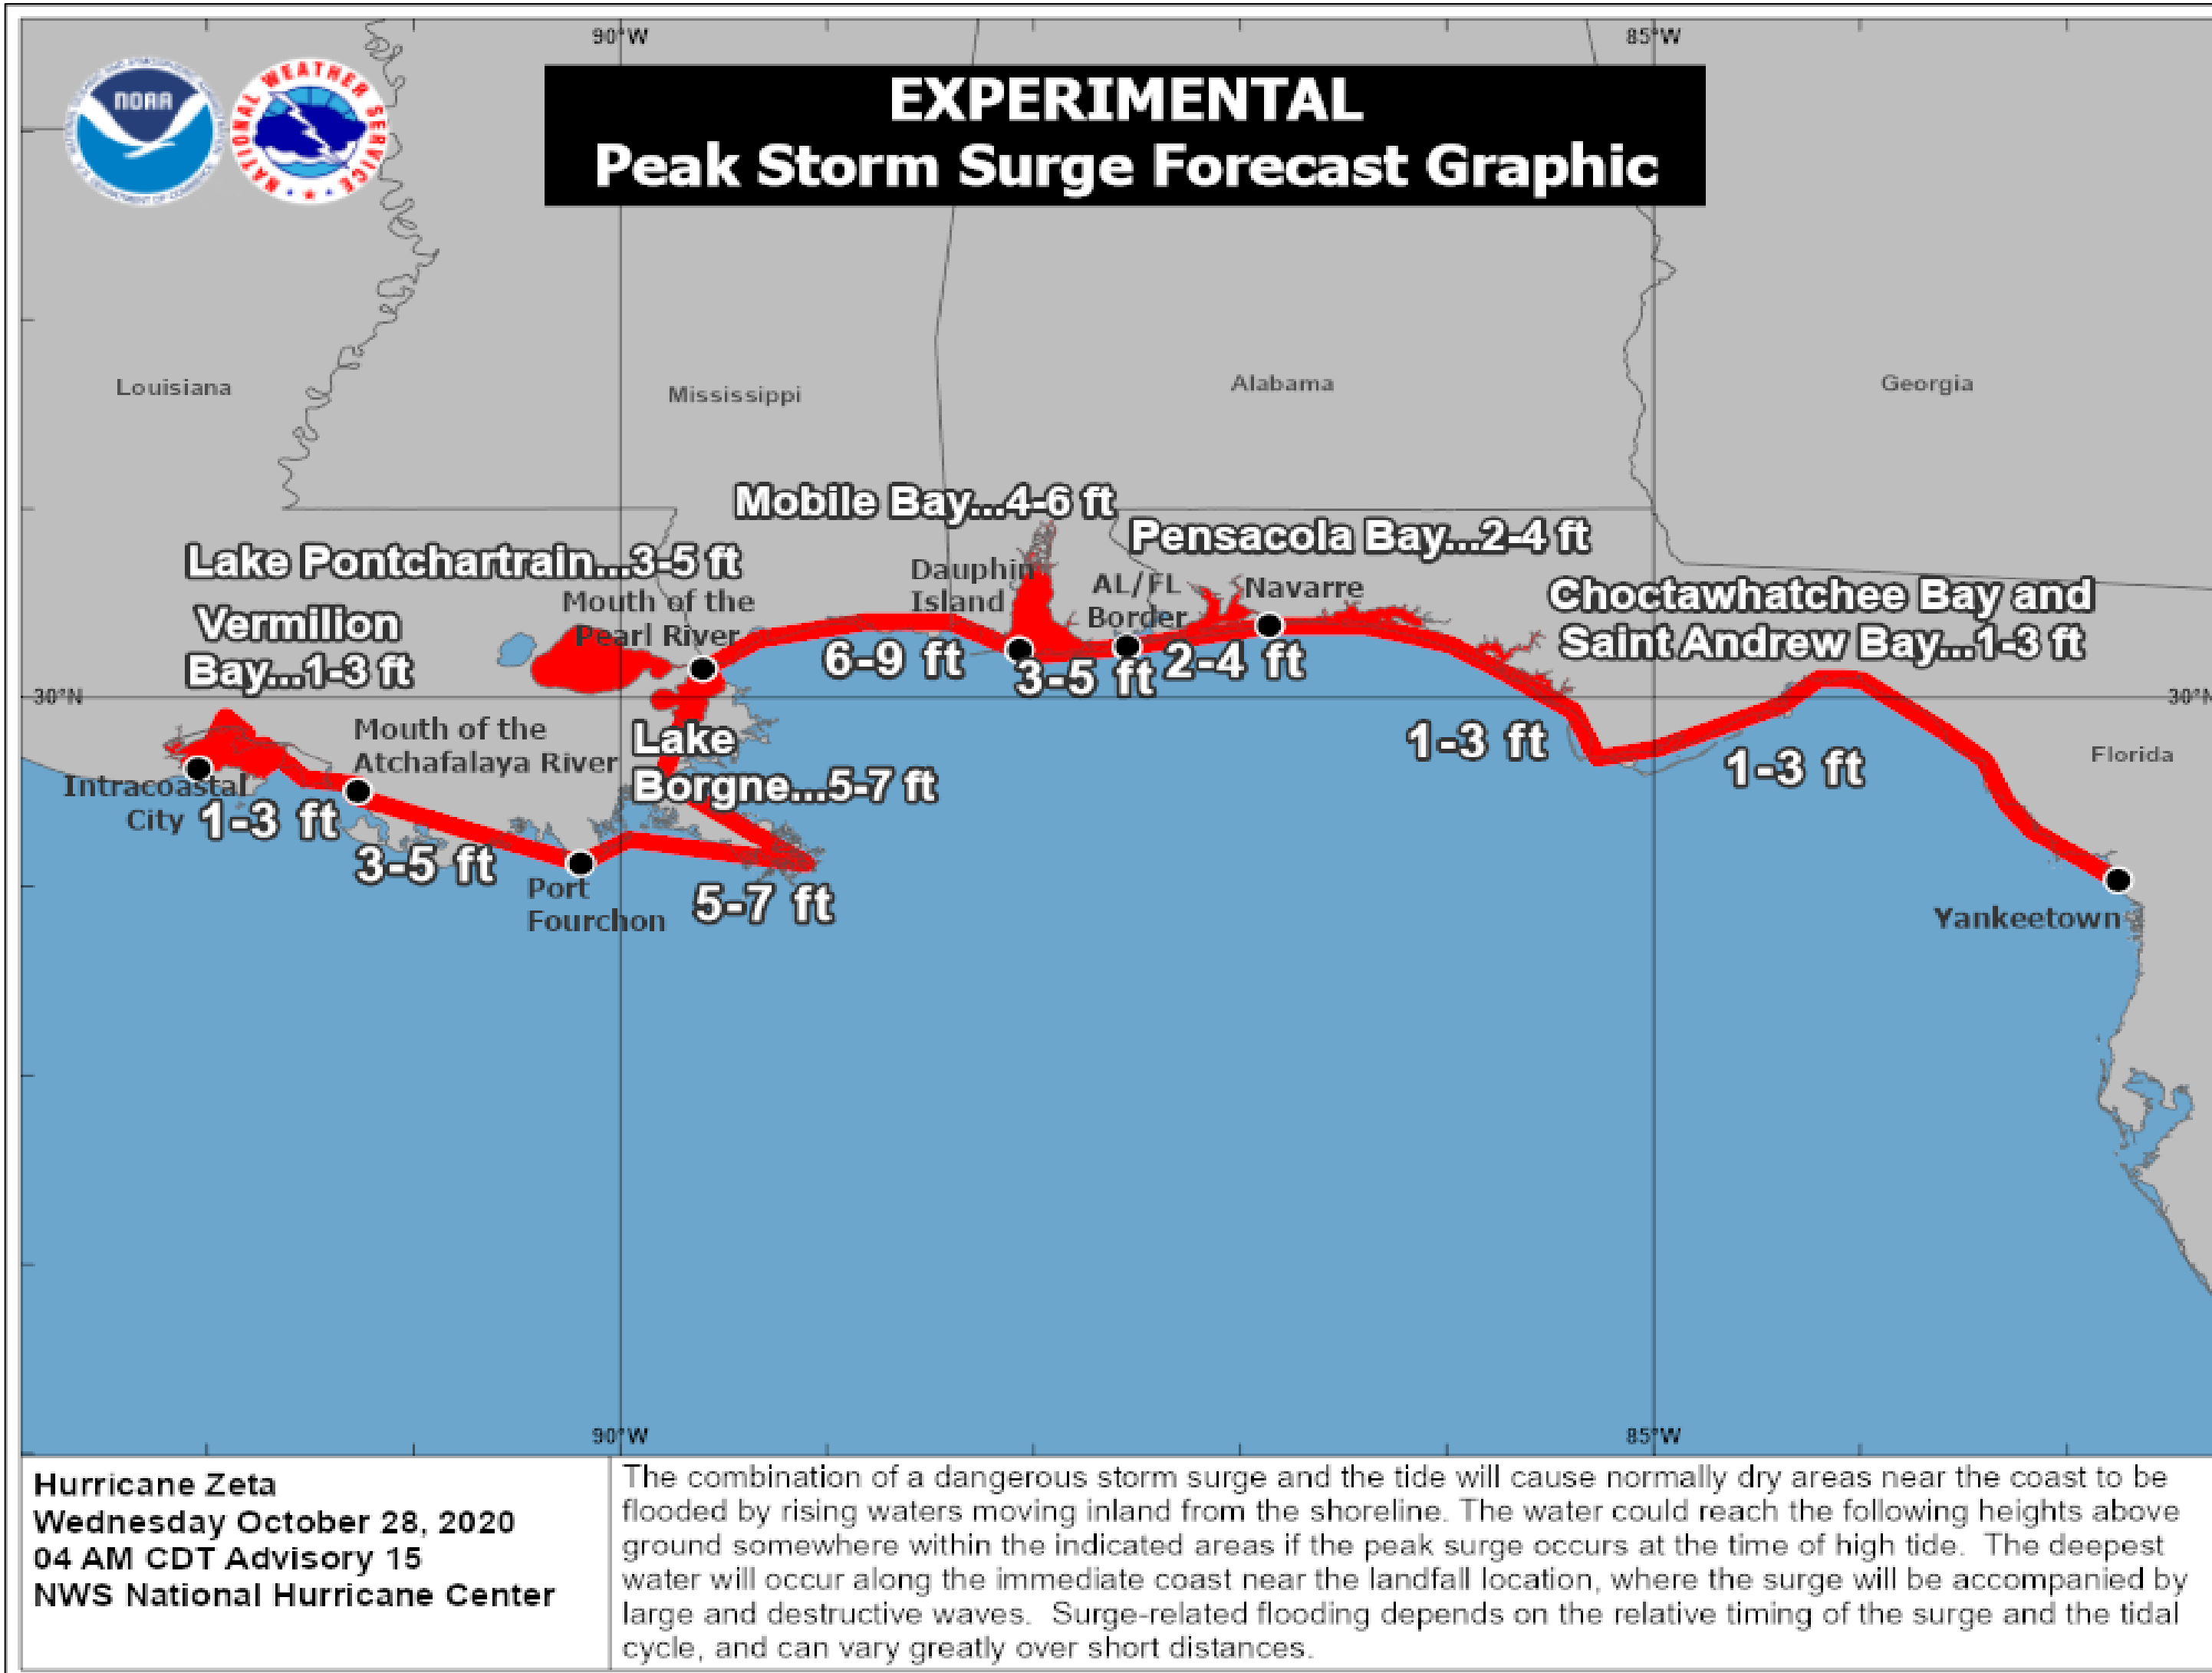 90°W
85°W
NOAA
NATIONAL WEATHER SERVICE
EXPERIMENTAL
Peak Storm Surge Forecast Graphic
Louisiana
Mississippi
Alabama
Georgia
Mobile Bay...4-6 ft
Pensacola Bay...2-4 ft
Lake Pontchartrain...3-5 ft
Dauphin
Island
AL/FL
Border
Navarre
Choctawhatchee Bay and
Saint Andrew Bay...1-3 ft
Vermilion
Bay...1-3 ft
Mouth of the
Pearl River
6-9 ft
3-5 ft
2-4 ft
30°N
30°N
Mouth of the
Atchafalaya River
Lake
Borgne...5-7 ft
1-3 ft
1-3 ft
Florida
Intracoastal
City
1-3 ft
3-5 ft
Port
Fourchon
5-7 ft
Yankeetown
90°W
85°W
Hurricane Zeta
Wednesday October 28, 2020
04 AM CDT Advisory 15
NWS National Hurricane Center
The combination of a dangerous storm surge and the tide will cause normally dry areas near the coast to be
flooded by rising waters moving inland from the shoreline. The water could reach the following heights above
ground somewhere within the indicated areas if the peak surge occurs at the time of high tide. The deepest
water will occur along the immediate coast near the landfall location, where the surge will be accompanied by
large and destructive waves. Surge-related flooding depends on the relative timing of the surge and the tidal
cycle, and can vary greatly over short distances.